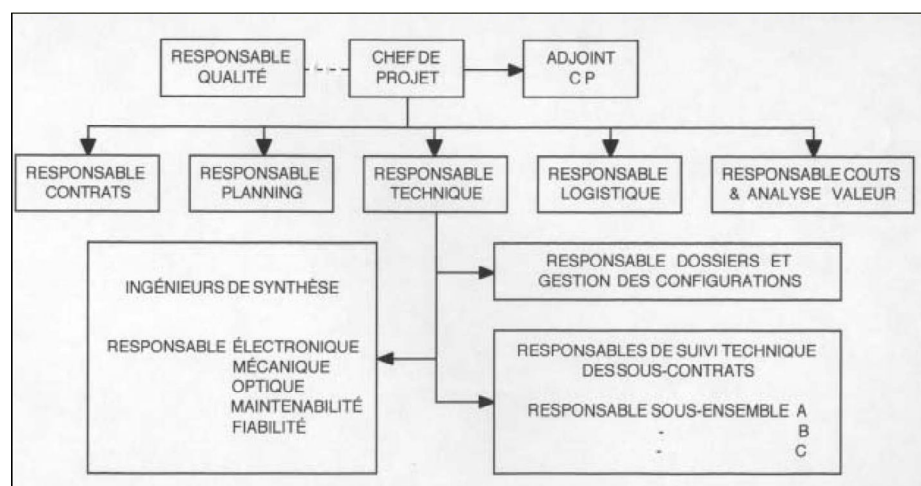 RESPONSABLE
QUALITÉ
CHEF DE
PROJET
ADJOINT
C P
RESPONSABLE
CONTRATS
RESPONSABLE
PLANNING
RESPONSABLE
TECHNIQUE
RESPONSABLE
LOGISTIQUE
RESPONSABLE COUTS
& ANALYSE VALEUR
INGÉNIEURS DE SYNTHÈSE
RESPONSABLE ÉLECTRONIQUE
MÉCANIQUE
OPTIQUE
MAINTENABILITÉ
FIABILITÉ
RESPONSABLE DOSSIERS ET
GESTION DES CONFIGURATIONS
RESPONSABLES DE SUIVI TECHNIQUE
DES SOUS-CONTRATS
RESPONSABLE SOUS-ENSEMBLE A
- B
- C